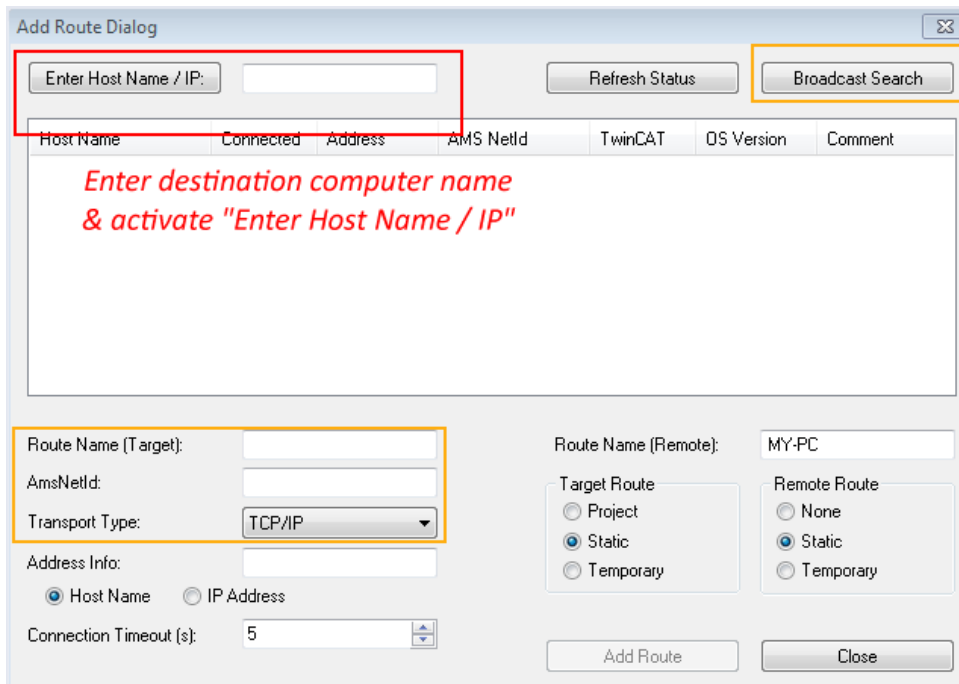 Add Route Dialog
Enter Host Name / IP: Refresh Status Broadcast Search
Host Name Connected Address AMS NetId TwinCAT OS Version Comment
Enter destination computer name
& activate "Enter Host Name / IP"
Route Name (Target): Route Name (Remote): MY-PC
AmsNetId: Target Route Remote Route
Project None
Transport Type: TCP/IP Static Static
Address Info: Temporary Temporary
Host Name IP Address
Connection Timeout (s): 5
Add Route Close